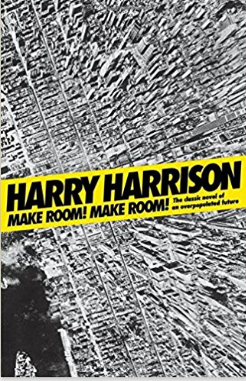 HARRY HARRISON
MAKE ROOM! MAKE ROOM!
The classic novel of
an overpopulated future